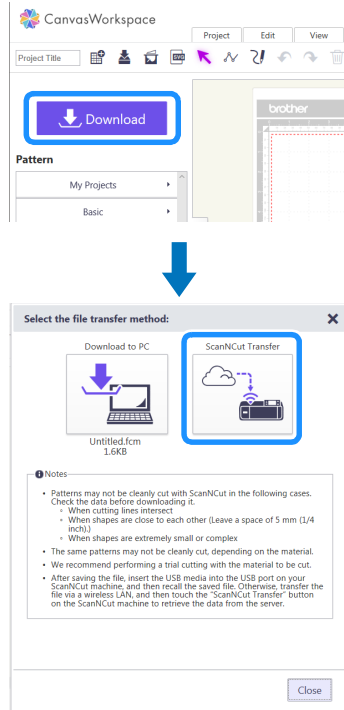 CanvasWorkspace
Project Edit View
Project Title SVG
Download
brother
Pattern
My Projects
Basic
Select the file transfer method:
Download to PC ScanNCut Transfer
Untitled.fcm
1.6KB
Notes
• Patterns may not be cleanly cut with ScanNCut in the following cases.
Check the data before downloading it.
◦ When cutting lines intersect
◦ When shapes are close to each other (Leave a space of 5 mm (1/4
inch).)
◦ When shapes are extremely small or complex
• The same patterns may not be cleanly cut, depending on the material.
• We recommend performing a trial cutting with the material to be cut.
• After saving the file, insert the USB media into the USB port on your
ScanNCut machine, and then recall the saved file. Otherwise, transfer the
file via a wireless LAN, and then touch the "ScanNCut Transfer" button
on the ScanNCut machine to retrieve the data from the server.
Close